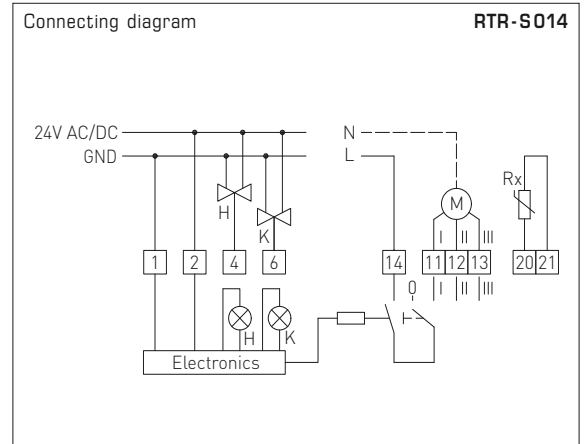 Connecting diagram RTR-S014
24V AC/DC N
GND L
Rx
H M
K I II III
1 2 4 6 14 11 12 13 20 21
0 I II III
H K
Electronics